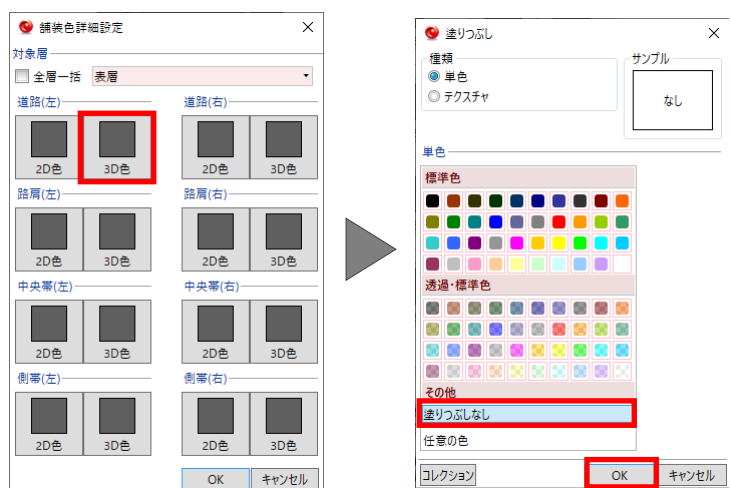 舗装色詳細設定
対象層
全層一括 表層
道路(左) 道路(右)
2D色 3D色 2D色 3D色
路肩(左) 路肩(右)
2D色 3D色 2D色 3D色
中央帯(左) 中央帯(右)
2D色 3D色 2D色 3D色
側帯(左) 側帯(右)
2D色 3D色 2D色 3D色
OK キャンセル
塗りつぶし
種類 サンプル
単色
テクスチャ
なし
単色
標準色
透過・標準色
その他
塗りつぶしなし
任意の色
コレクション OK キャンセル